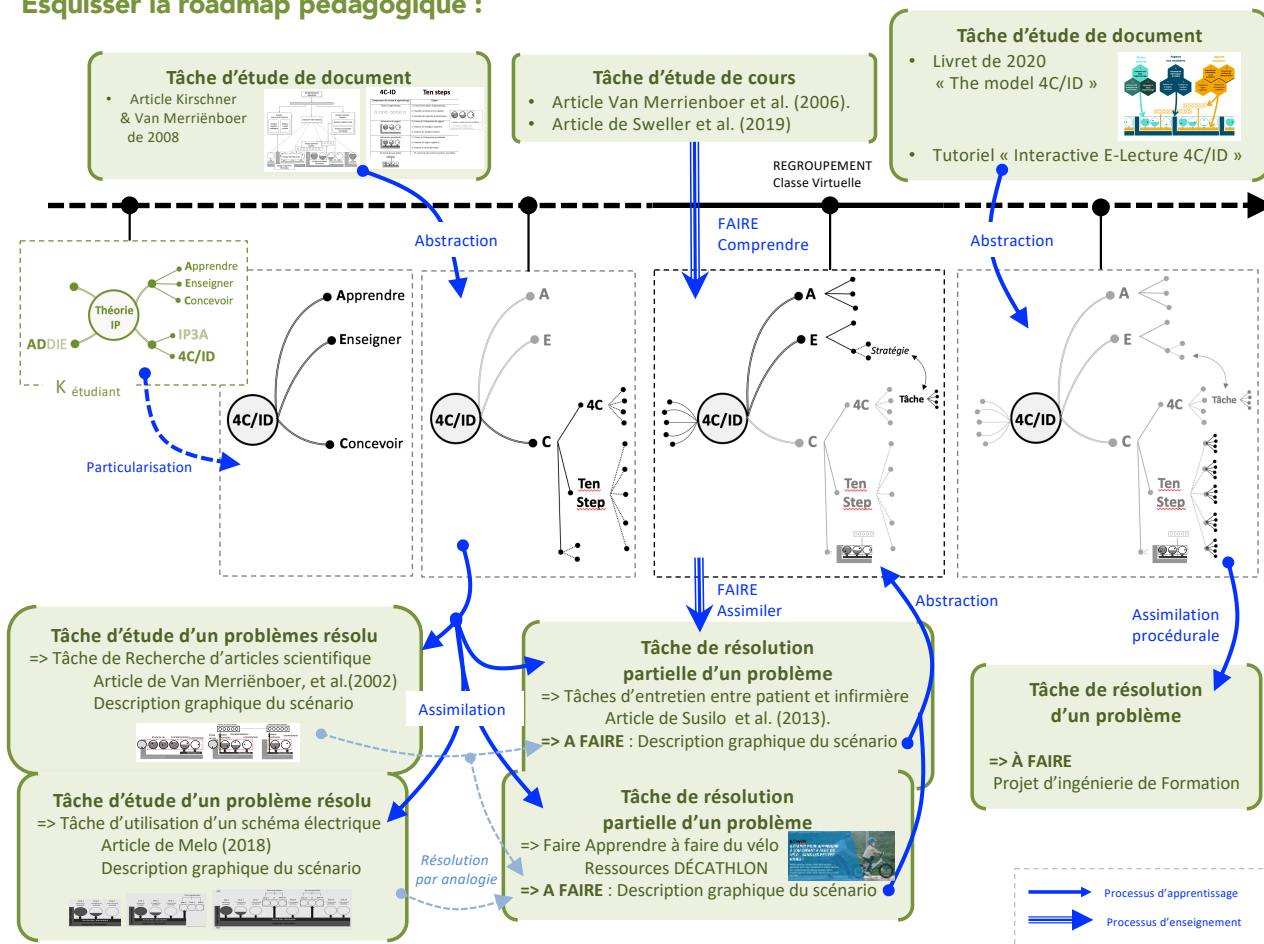 Esquisser la roadmap pédagogique :
Tâche d'étude de document
• Article Kirschner
& Van Merriënboer
de 2008
4C-ID
Ten steps
Tâche d'étude de cours
• Article Van Merrienboer et al. (2006).
• Article de Sweller et al. (2019)
Tâche d'étude de document
• Livret de 2020
« The model 4C/ID »
• Tutoriel « Interactive E-Lecture 4C/ID »
REGROUPEMENT
Classe Virtuelle
Abstraction
FAIRE
Comprendre
Abstraction
Théorie
IP
Apprendre
Enseigner
Concevoir
ADDIE
IP3A
4C/ID
K étudiant
Particularisation
4C/ID
Apprendre
Enseigner
Concevoir
4C/ID
A
E
C
4C
Ten
Step
4C/ID
A
E
Stratégie
Tâche
4C
C
Ten
Step
4C/ID
A
E
Tâche
4C
C
Ten
Step
FAIRE
Assimiler
Abstraction
Assimilation
procédurale
Tâche d'étude d'un problèmes résolu
=> Tâche de Recherche d'articles scientifique
Article de Van Merriënboer, et al.(2002)
Description graphique du scénario
Assimilation
Tâche de résolution
partielle d'un problème
=> Tâches d'entretien entre patient et infirmière
Article de Susilo et al. (2013).
=> A FAIRE : Description graphique du scénario
Tâche de résolution
d'un problème
=> À FAIRE
Projet d'ingénierie de Formation
Tâche d'étude d'un problème résolu
=> Tâche d'utilisation d'un schéma électrique
Article de Melo (2018)
Description graphique du scénario
Résolution
par analogie
Tâche de résolution
partielle d'un problème
=> Faire Apprendre à faire du vélo
Ressources DÉCATHLON
=> A FAIRE : Description graphique du scénario
Processus d'apprentissage
Processus d'enseignement